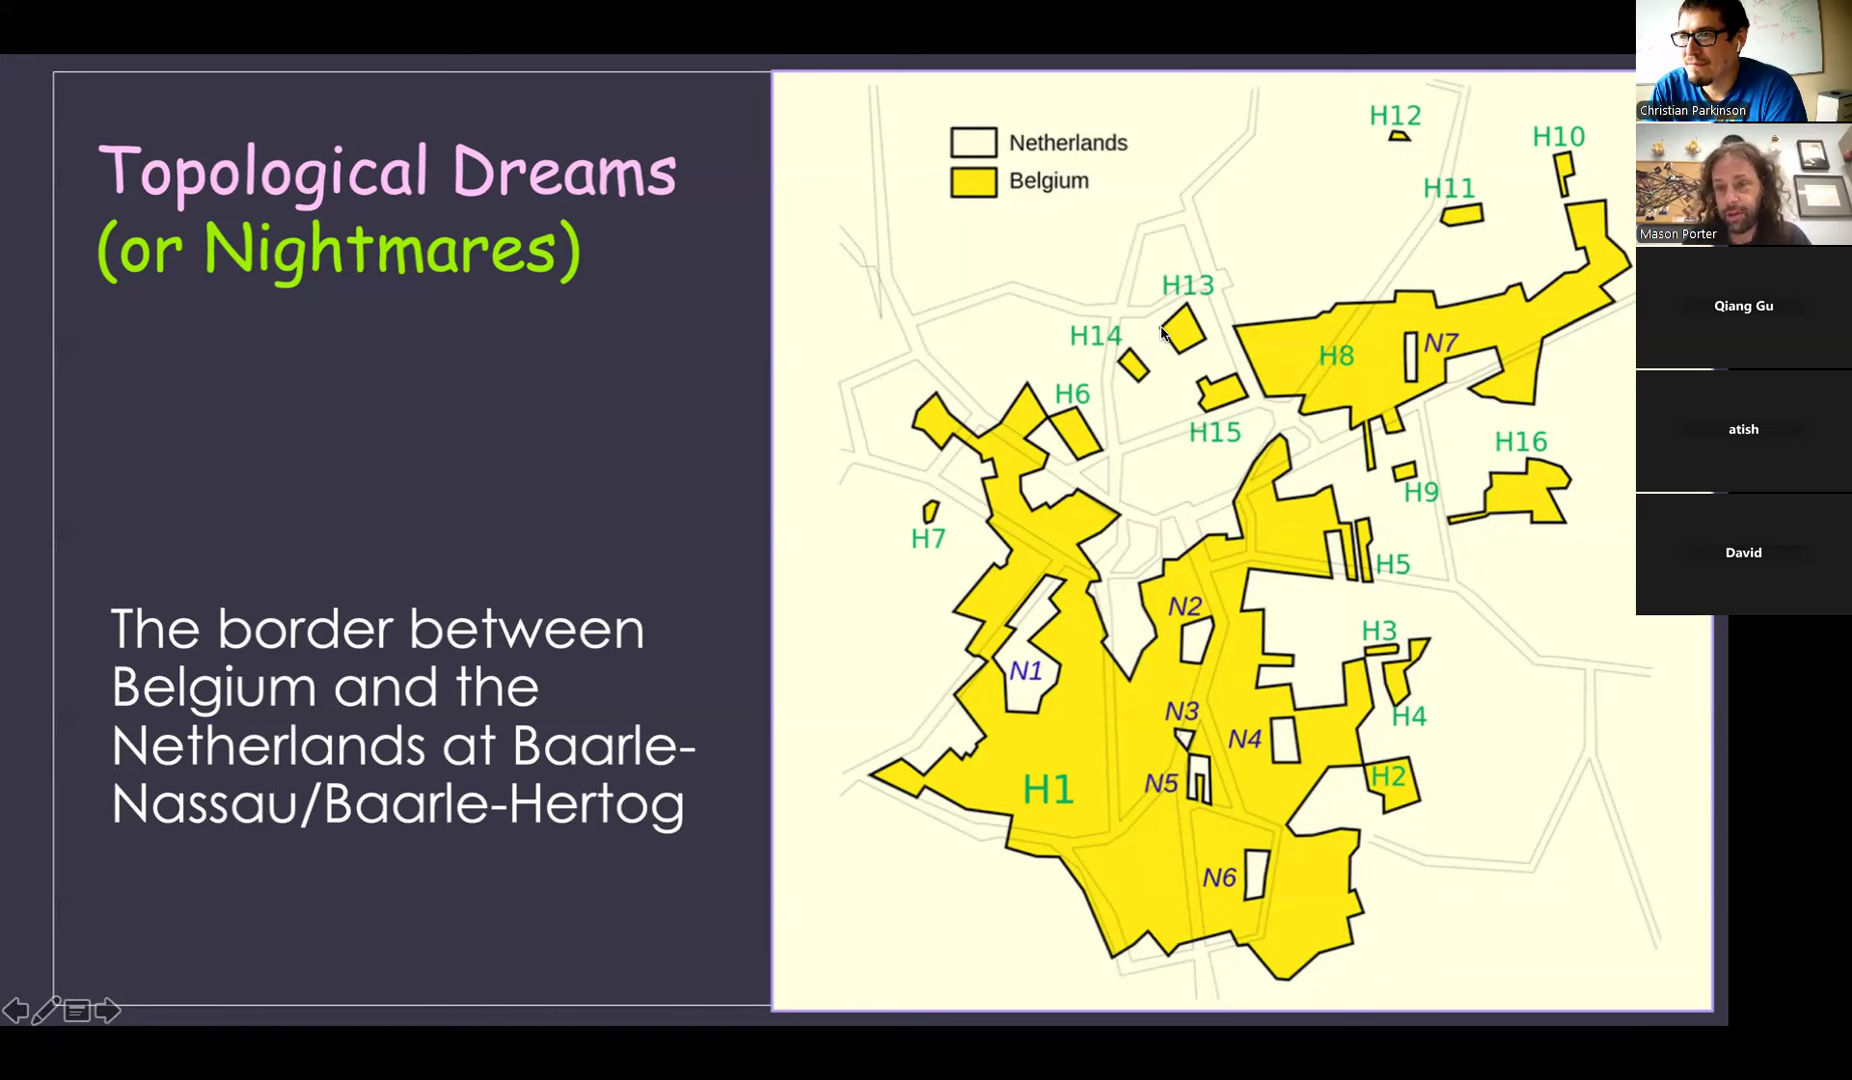 Topological Dreams
(or Nightmares)
The border between
Belgium and the
Netherlands at Baarle-
Nassau/Baarle-Hertog
Netherlands
Belgium
H12
H10
H11
H13
H14
H8
N7
H6
H15
H16
H9
H7
H5
N2
H3
N1
N3
H4
N4
H2
N5
H1
N6
Christian Parkinson
Mason Porter
Qiang Gu
atish
David